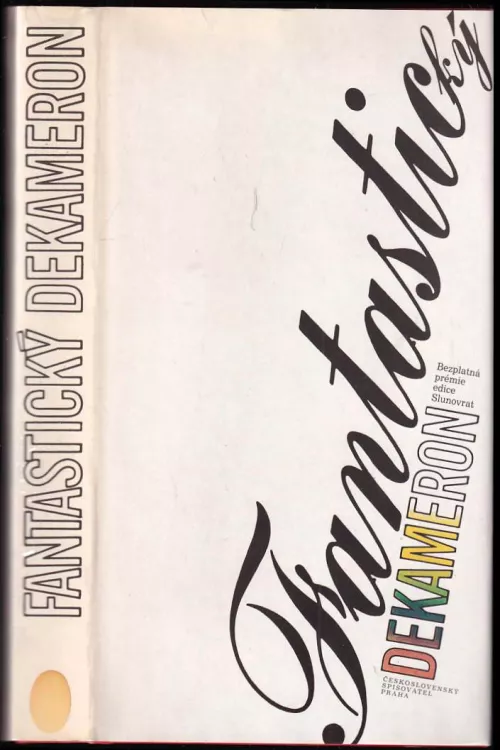 FANTASTICKÝ DEKAMERON
Fantastický
Bezplatná
prémie
edice
Slunovrat
DEKAMERON
ČESKOSLOVENSKÝ
SPISOVATEL
PRAHA